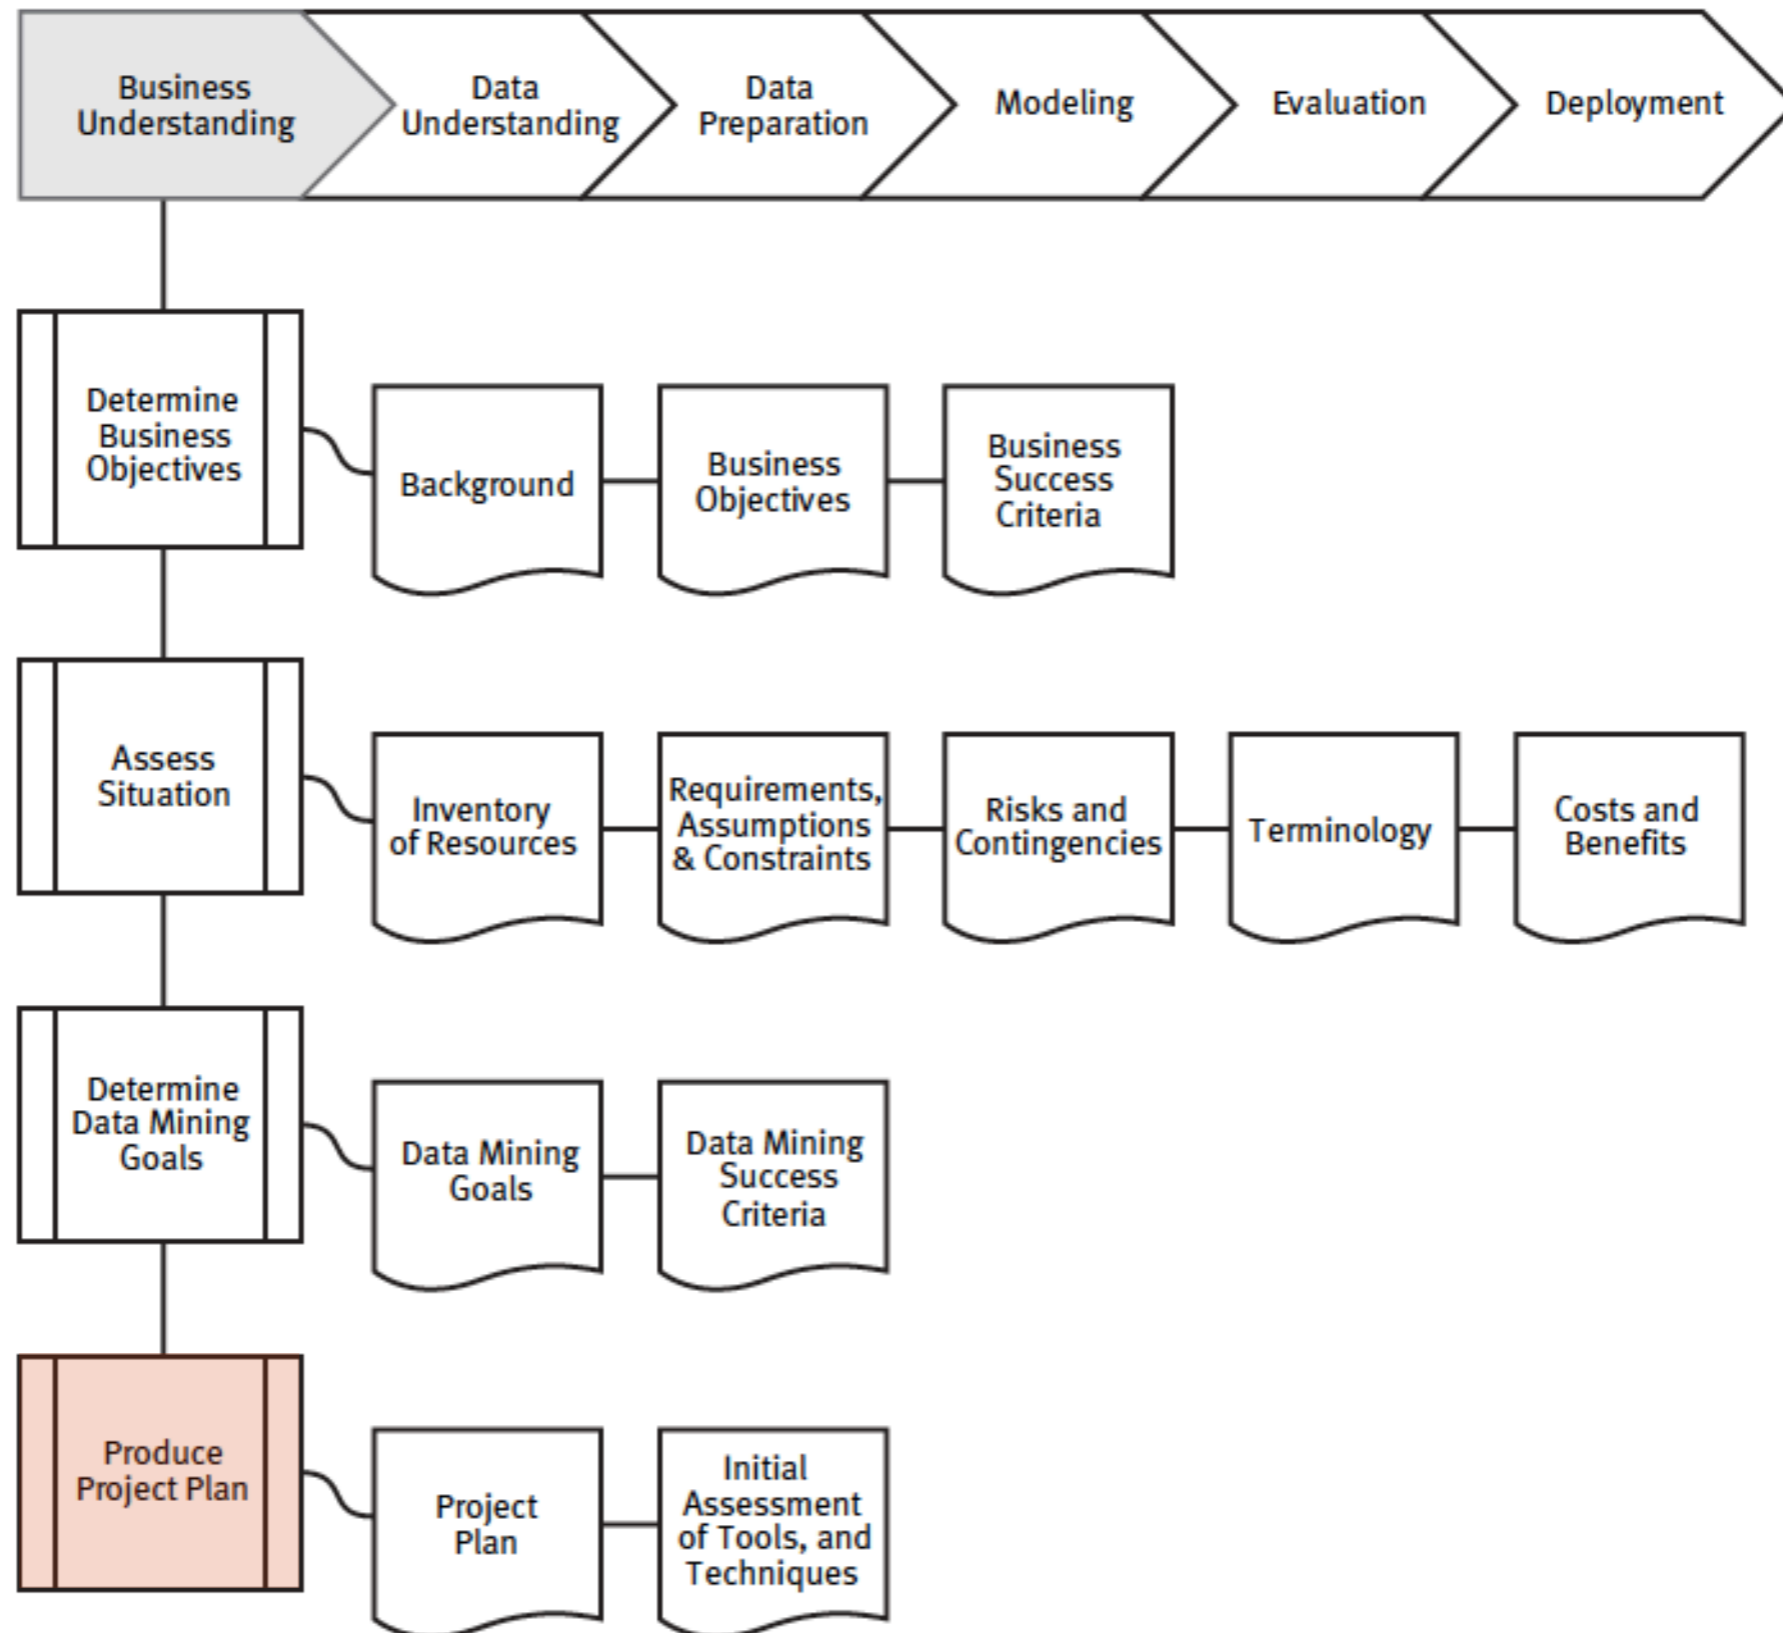 Business
Understanding
Data
Understanding
Data
Preparation
Modeling
Evaluation
Deployment
Determine
Business
Objectives
Background
Business
Objectives
Business
Success
Criteria
Assess
Situation
Inventory
of Resources
Requirements,
Assumptions
& Constraints
Risks and
Contingencies
Terminology
Costs and
Benefits
Determine
Data Mining
Goals
Data Mining
Goals
Data Mining
Success
Criteria
Produce
Project Plan
Project
Plan
Initial
Assessment
of Tools, and
Techniques